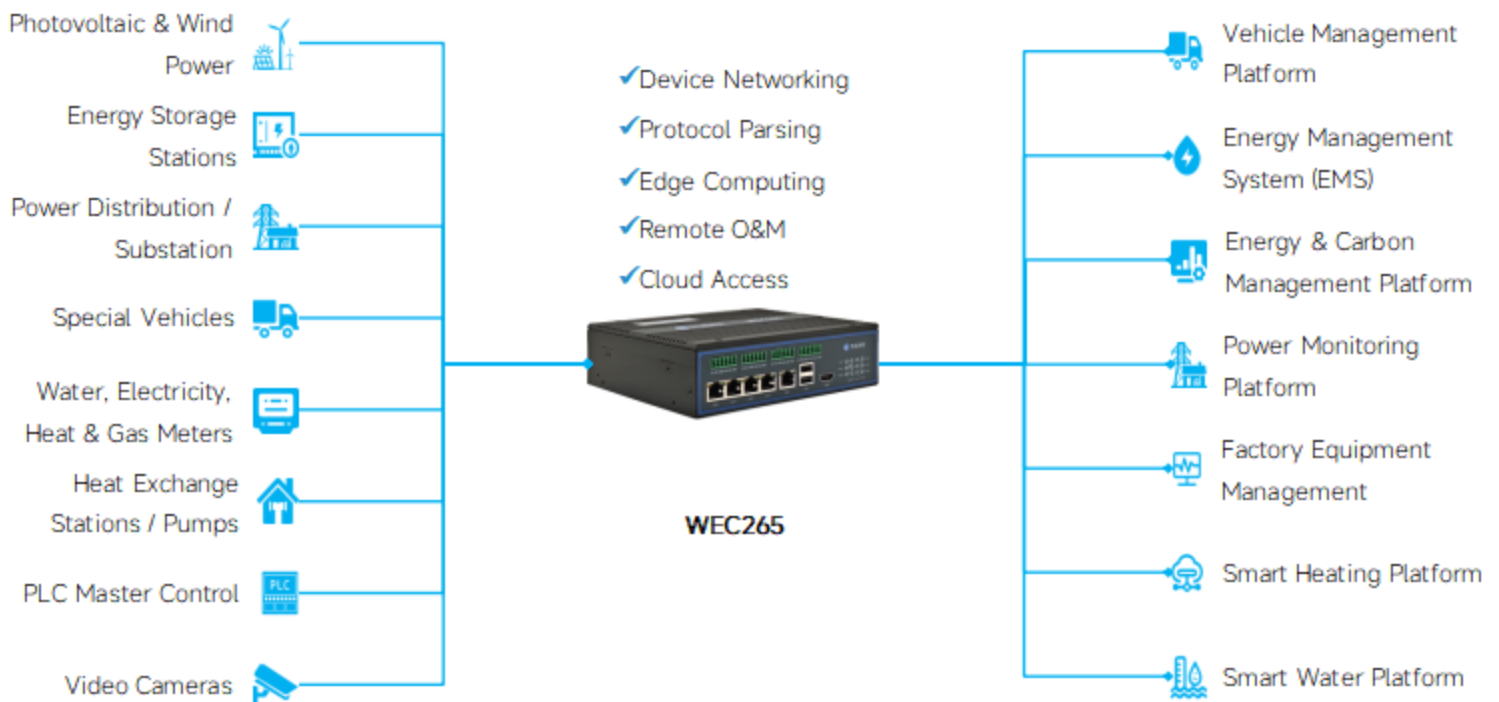 Photovoltaic & Wind
Power
Energy Storage
Stations
Power Distribution /
Substation
Special Vehicles
Water, Electricity,
Heat & Gas Meters
Heat Exchange
Stations / Pumps
PLC Master Control
PLC
Video Cameras
✓Device Networking
✓Protocol Parsing
✓Edge Computing
✓Remote O&M
✓Cloud Access
WEC265
Vehicle Management
Platform
Energy Management
System (EMS)
Energy & Carbon
Management Platform
Power Monitoring
Platform
Factory Equipment
Management
Smart Heating Platform
Smart Water Platform